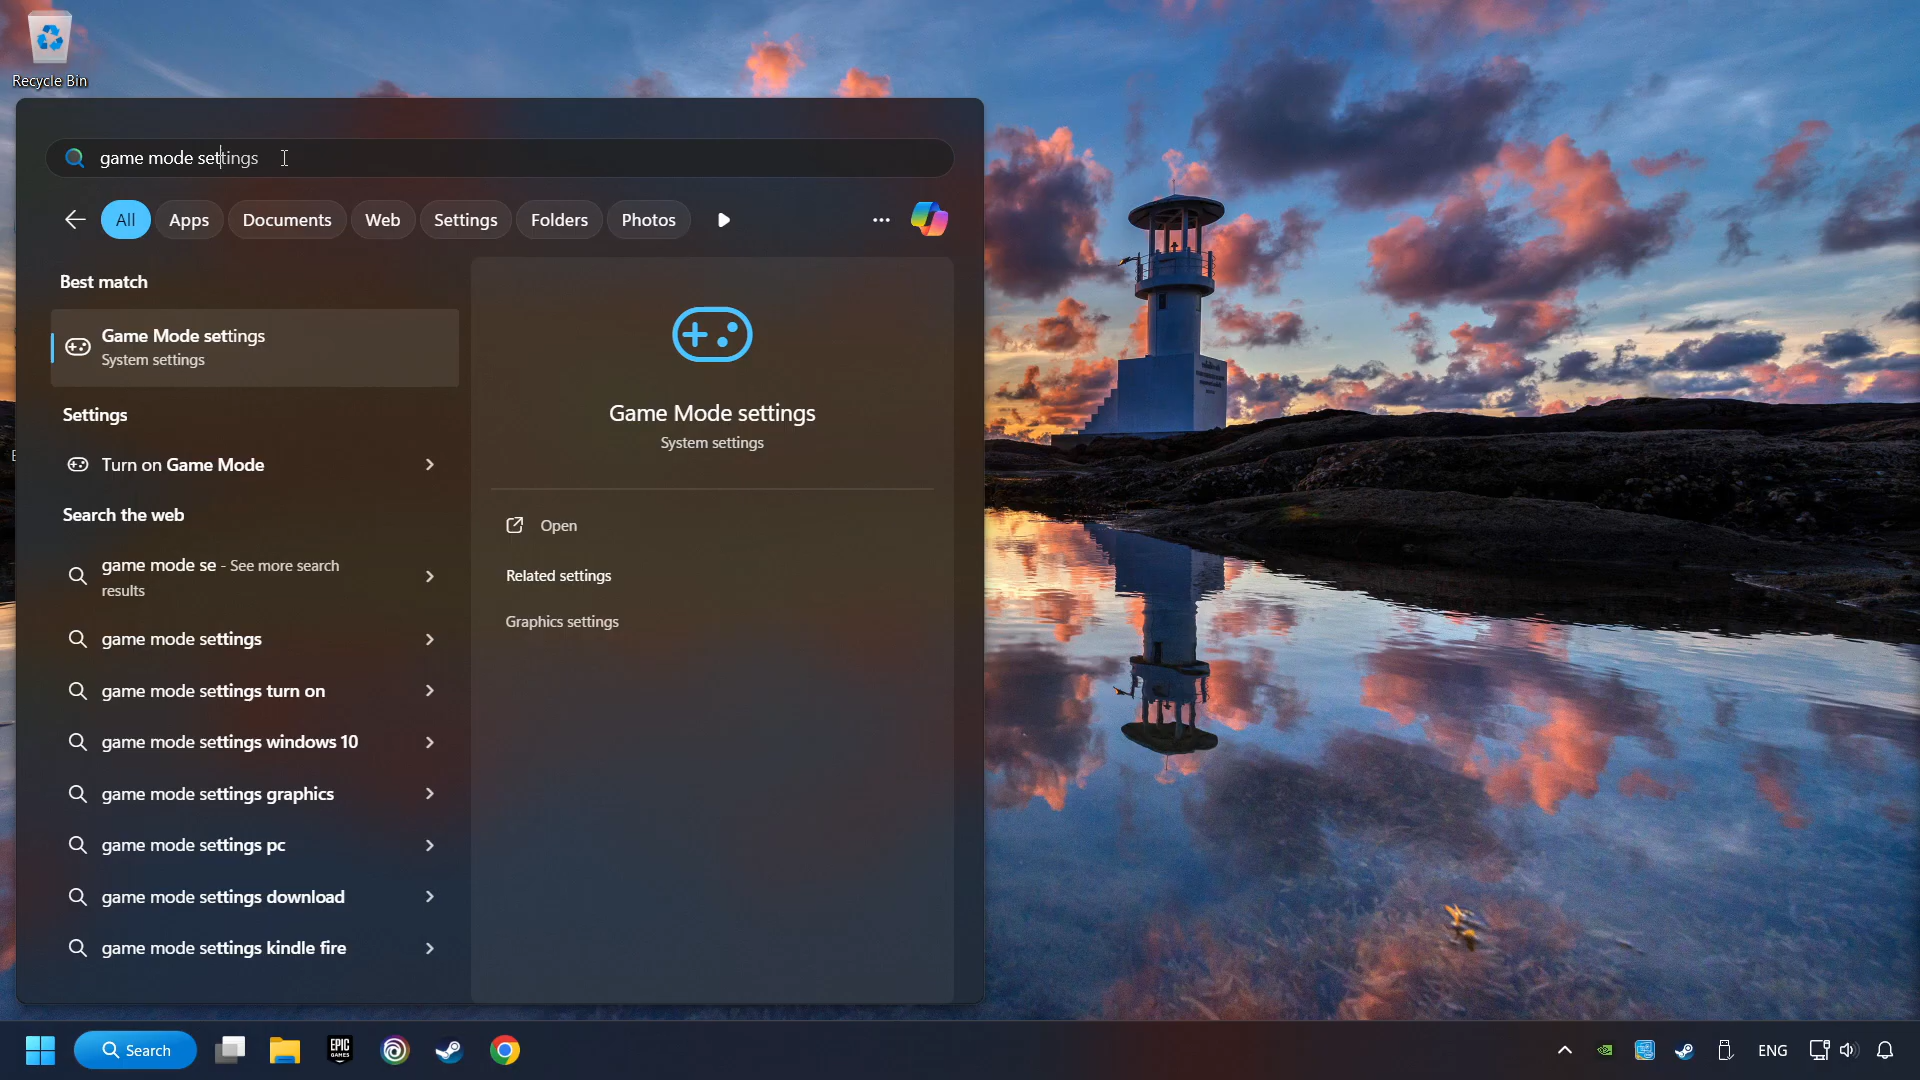 Recycle Bin
game mode settings
All
Apps
Documents
Web
Settings
Folders
Photos
Best match
Game Mode settings
System settings
Settings
Turn on Game Mode
Search the web
game mode se - See more search
results
game mode settings
game mode settings turn on
game mode settings windows 10
game mode settings graphics
game mode settings pc
game mode settings download
game mode settings kindle fire
Game Mode settings
System settings
Open
Related settings
Graphics settings
Search
EPIC
GAMES
ENG